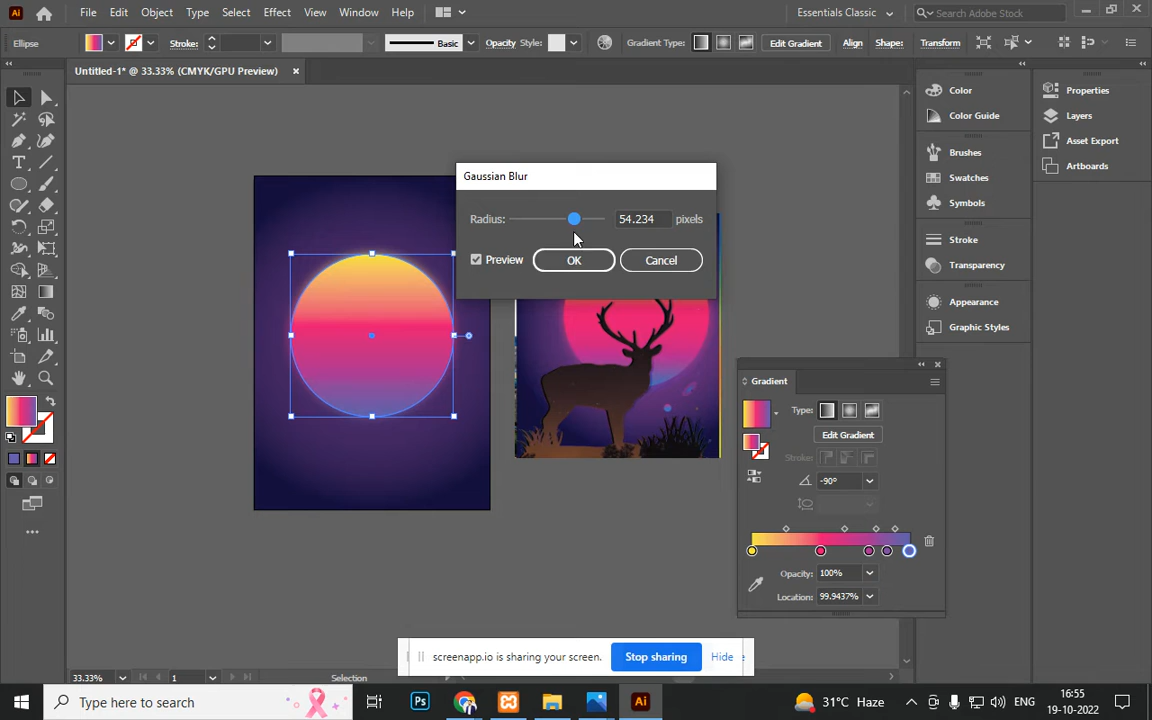 Ai File Edit Object Type Select Effect View Window Help Essentials Classic Search Adobe Stock
Ellipse Stroke: Basic Opacity Style: Gradient Type: Edit Gradient Align Shape: Transform
Untitled-1* @ 33.33% (CMYK/GPU Preview) ×
Color
Color Guide
Brushes
Swatches
Symbols
Stroke
Transparency
Appearance
Graphic Styles
Properties
Layers
Asset Export
Artboards
Gaussian Blur
Radius: 54.234 pixels
Preview OK Cancel
Gradient
Type:
Edit Gradient
Stroke:
-90°
Opacity: 100%
Location: 99.9437%
screenapp.io is sharing your screen. Stop sharing Hide
33.33% 1 Selection
Type here to search Ps Ai 31°C Haze ENG 16:55
19-10-2022